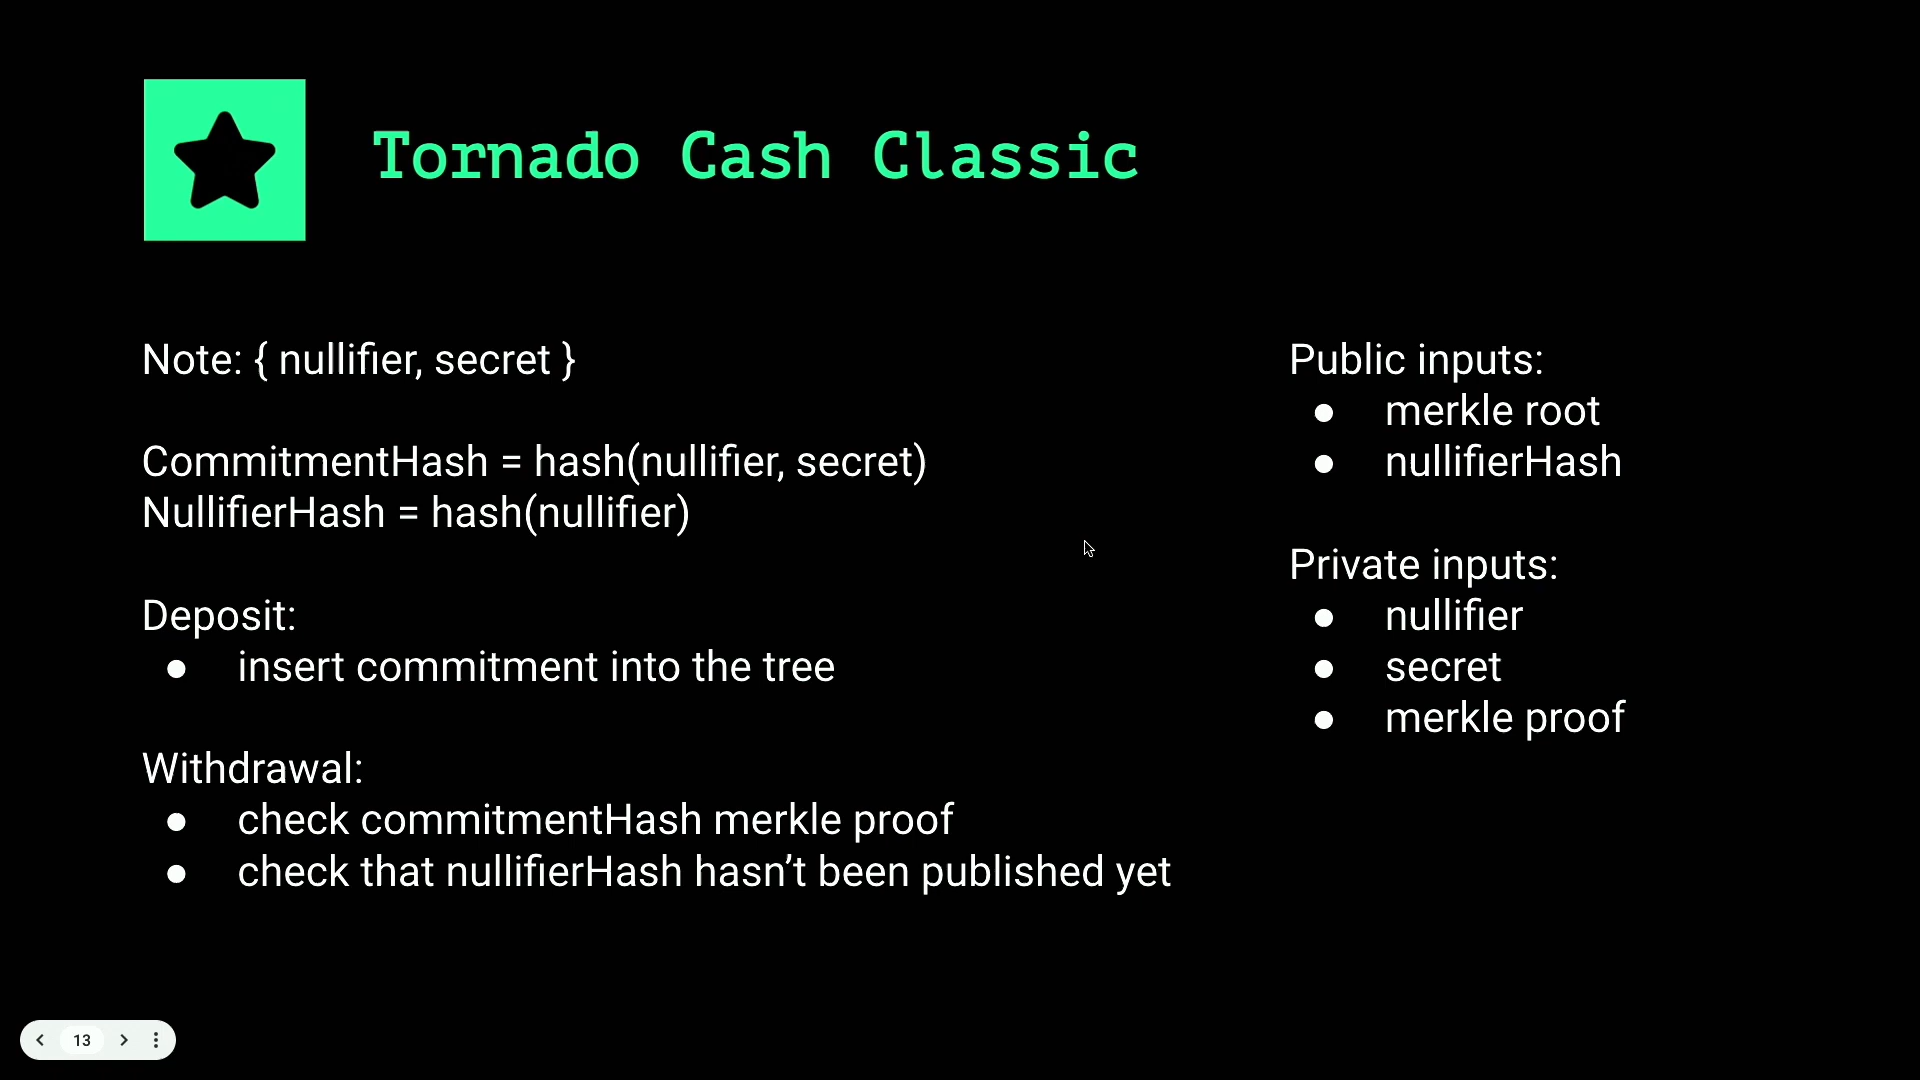 Tornado Cash Classic
Note: { nullifier, secret }
CommitmentHash = hash(nullifier, secret)
NullifierHash = hash(nullifier)
Deposit:
● insert commitment into the tree
Withdrawal:
● check commitmentHash merkle proof
● check that nullifierHash hasn’t been published yet
Public inputs:
● merkle root
● nullifierHash
Private inputs:
● nullifier
● secret
● merkle proof
13